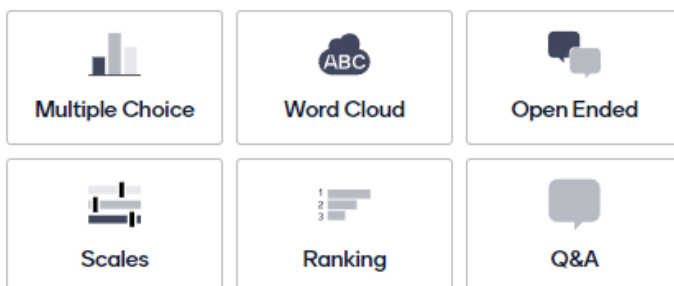 Multiple Choice
ABC
Word Cloud
Open Ended
Scales
1
2
3
Ranking
Q&A